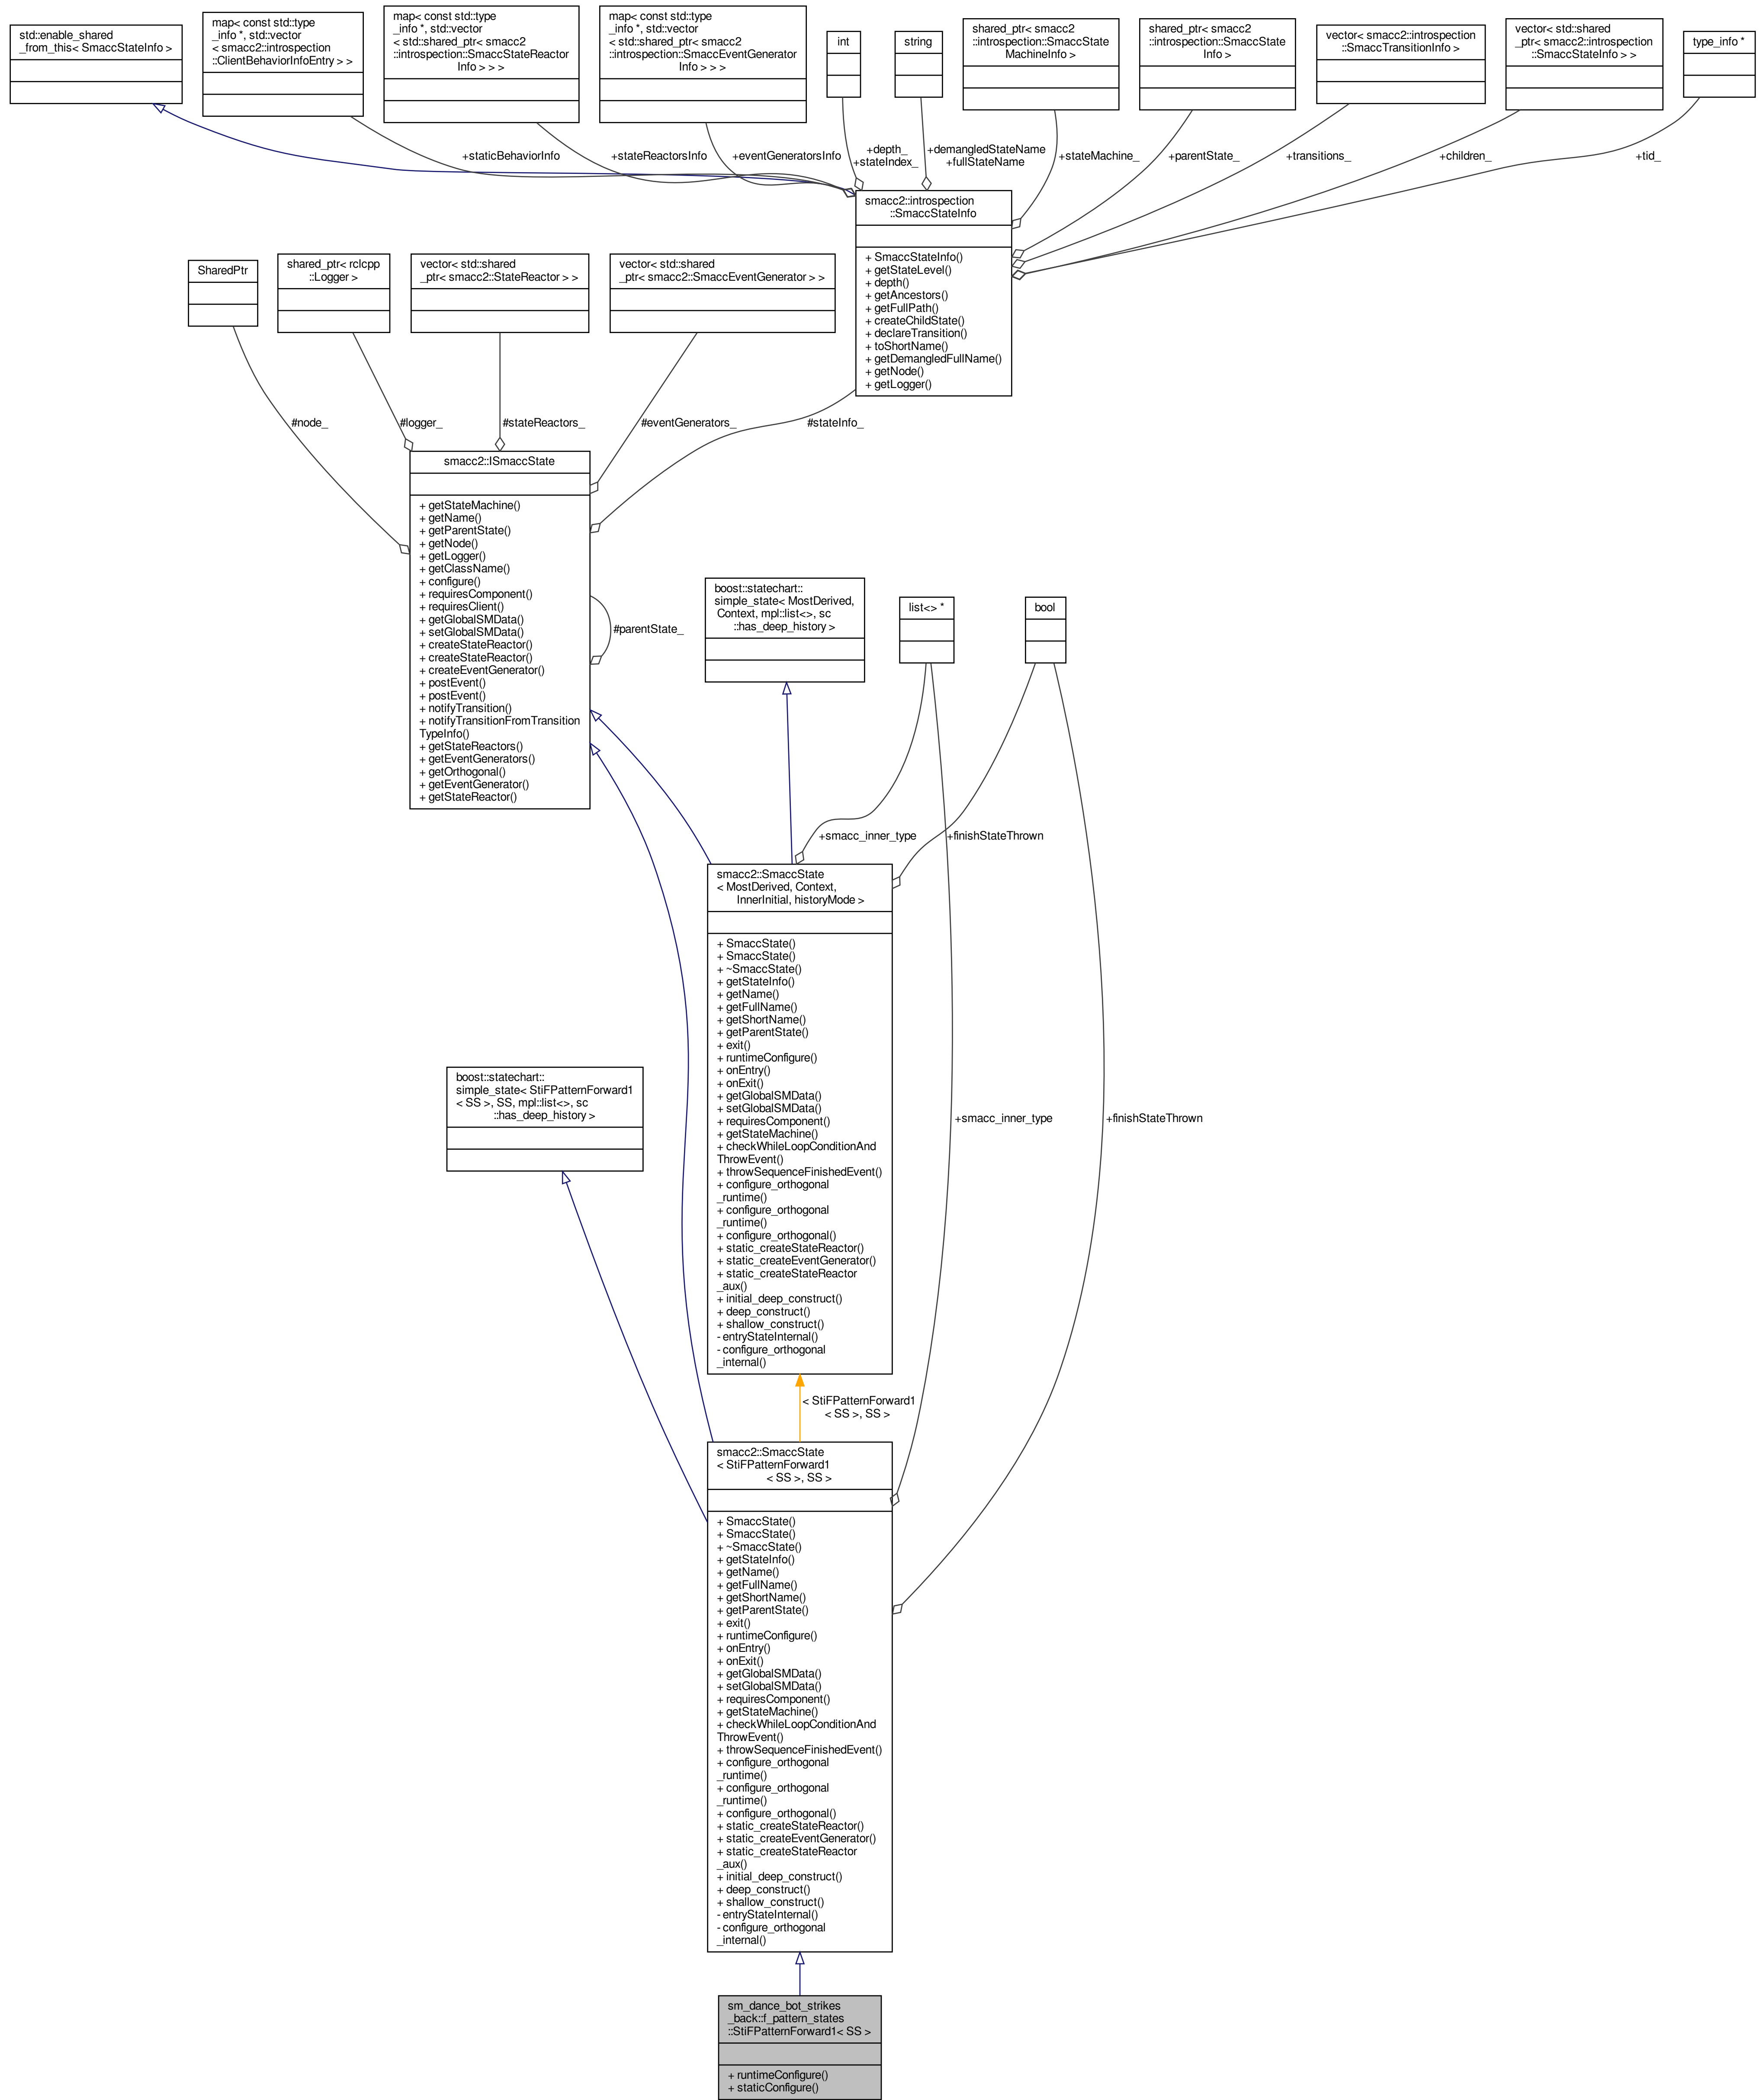 std::enable_shared
_from_this< SmaccStateInfo >
map< const std::type
_info *, std::vector
< smacc2::introspection
::ClientBehaviorInfoEntry > >
map< const std::type
_info *, std::vector
< std::shared_ptr< smacc2
::introspection::SmaccStateReactor
Info > > >
map< const std::type
_info *, std::vector
< std::shared_ptr< smacc2
::introspection::SmaccEventGenerator
Info > > >
int
string
shared_ptr< smacc2
::introspection::SmaccState
MachineInfo >
shared_ptr< smacc2
::introspection::SmaccState
Info >
vector< smacc2::introspection
::SmaccTransitionInfo >
vector< std::shared
_ptr< smacc2::introspection
::SmaccStateInfo > >
type_info *
+staticBehaviorInfo
+stateReactorsInfo
+eventGeneratorsInfo
+depth_
+stateIndex_
+demangledStateName
+fullStateName
+stateMachine_
+parentState_
+transitions_
+children_
+tid_
smacc2::introspection
::SmaccStateInfo
+ SmaccStateInfo()
+ getStateLevel()
+ depth()
+ getAncestors()
+ getFullPath()
+ createChildState()
+ declareTransition()
+ toShortName()
+ getDemangledFullName()
+ getNode()
+ getLogger()
SharedPtr
shared_ptr< rclcpp
::Logger >
vector< std::shared
_ptr< smacc2::StateReactor > >
vector< std::shared
_ptr< smacc2::SmaccEventGenerator > >
#node_
#logger_
#stateReactors_
#eventGenerators_
#stateInfo_
smacc2::ISmaccState
+ getStateMachine()
+ getName()
+ getParentState()
+ getNode()
+ getLogger()
+ getClassName()
+ configure()
+ requiresComponent()
+ requiresClient()
+ getGlobalSMData()
+ setGlobalSMData()
+ createStateReactor()
+ createStateReactor()
+ createEventGenerator()
+ postEvent()
+ postEvent()
+ notifyTransition()
+ notifyTransitionFromTransition
TypeInfo()
+ getStateReactors()
+ getEventGenerators()
+ getOrthogonal()
+ getEventGenerator()
+ getStateReactor()
#parentState_
boost::statechart::
simple_state< MostDerived,
Context, mpl::list<>, sc
::has_deep_history >
list<> *
bool
+smacc_inner_type
+finishStateThrown
smacc2::SmaccState
< MostDerived, Context,
InnerInitial, historyMode >
+ SmaccState()
+ SmaccState()
+ ~SmaccState()
+ getStateInfo()
+ getName()
+ getFullName()
+ getShortName()
+ getParentState()
+ exit()
+ runtimeConfigure()
+ onEntry()
+ onExit()
+ getGlobalSMData()
+ setGlobalSMData()
+ requiresComponent()
+ getStateMachine()
+ checkWhileLoopConditionAnd
ThrowEvent()
+ throwSequenceFinishedEvent()
+ configure_orthogonal
_runtime()
+ configure_orthogonal
_runtime()
+ configure_orthogonal()
+ static_createStateReactor()
+ static_createEventGenerator()
+ static_createStateReactor
_aux()
+ initial_deep_construct()
+ deep_construct()
+ shallow_construct()
- entryStateInternal()
- configure_orthogonal
_internal()
boost::statechart::
simple_state< StiFPatternForward1
< SS >, SS, mpl::list<>, sc
::has_deep_history >
+smacc_inner_type
+finishStateThrown
< StiFPatternForward1
< SS >, SS >
smacc2::SmaccState
< StiFPatternForward1
< SS >, SS >
+ SmaccState()
+ SmaccState()
+ ~SmaccState()
+ getStateInfo()
+ getName()
+ getFullName()
+ getShortName()
+ getParentState()
+ exit()
+ runtimeConfigure()
+ onEntry()
+ onExit()
+ getGlobalSMData()
+ setGlobalSMData()
+ requiresComponent()
+ getStateMachine()
+ checkWhileLoopConditionAnd
ThrowEvent()
+ throwSequenceFinishedEvent()
+ configure_orthogonal
_runtime()
+ configure_orthogonal
_runtime()
+ configure_orthogonal()
+ static_createStateReactor()
+ static_createEventGenerator()
+ static_createStateReactor
_aux()
+ initial_deep_construct()
+ deep_construct()
+ shallow_construct()
- entryStateInternal()
- configure_orthogonal
_internal()
sm_dance_bot_strikes
_back::f_pattern_states
::StiFPatternForward1< SS >
+ runtimeConfigure()
+ staticConfigure()